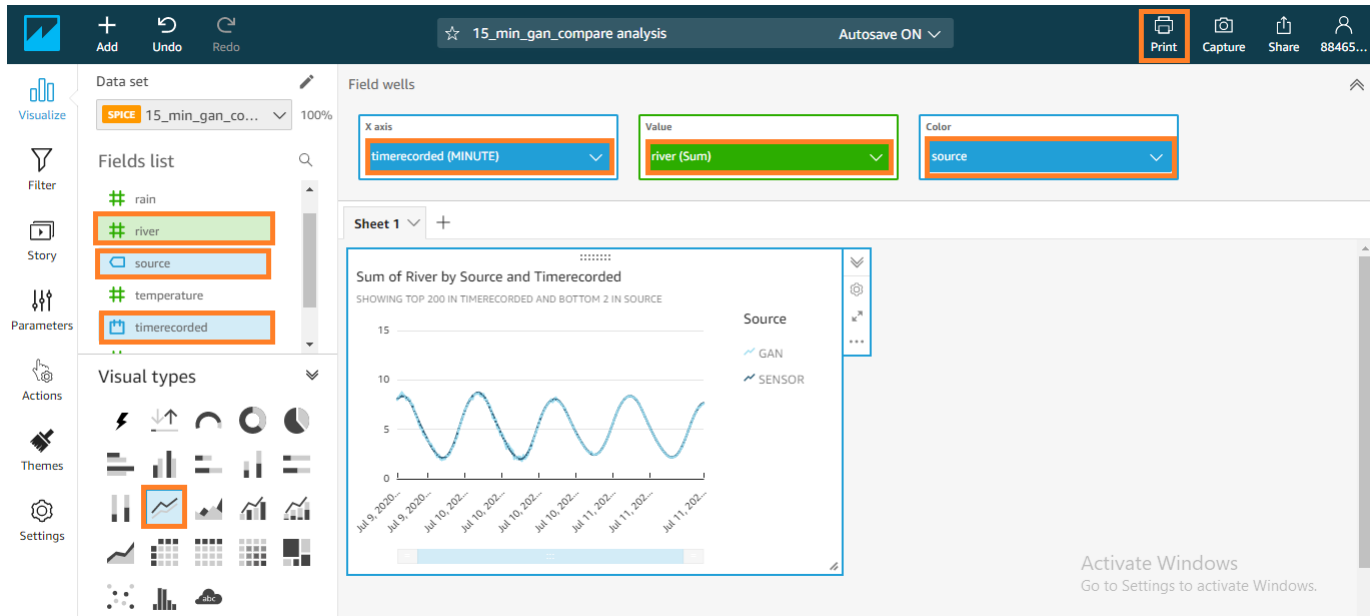 Add
Undo
Redo
15_min_gan_compare analysis
Autosave ON
Print
Capture
Share
88465...
Visualize
Filter
Story
Parameters
Actions
Themes
Settings
Data set
SPICE 15_min_gan_co... 100%
Fields list
rain
river
source
temperature
timerecorded
Visual types
abc
Field wells
X axis
timerecorded (MINUTE)
Value
river (Sum)
Color
source
Sheet 1
Sum of River by Source and Timerecorded
SHOWING TOP 200 IN TIMERECORDED AND BOTTOM 2 IN SOURCE
15
10
5
0
Jul 9, 2020...
Jul 9, 2020...
Jul 10, 202...
Jul 10, 202...
Jul 10, 202...
Jul 10, 202...
Jul 11, 202...
Jul 11, 202...
Jul 11, 202...
Source
GAN
SENSOR
Activate Windows
Go to Settings to activate Windows.